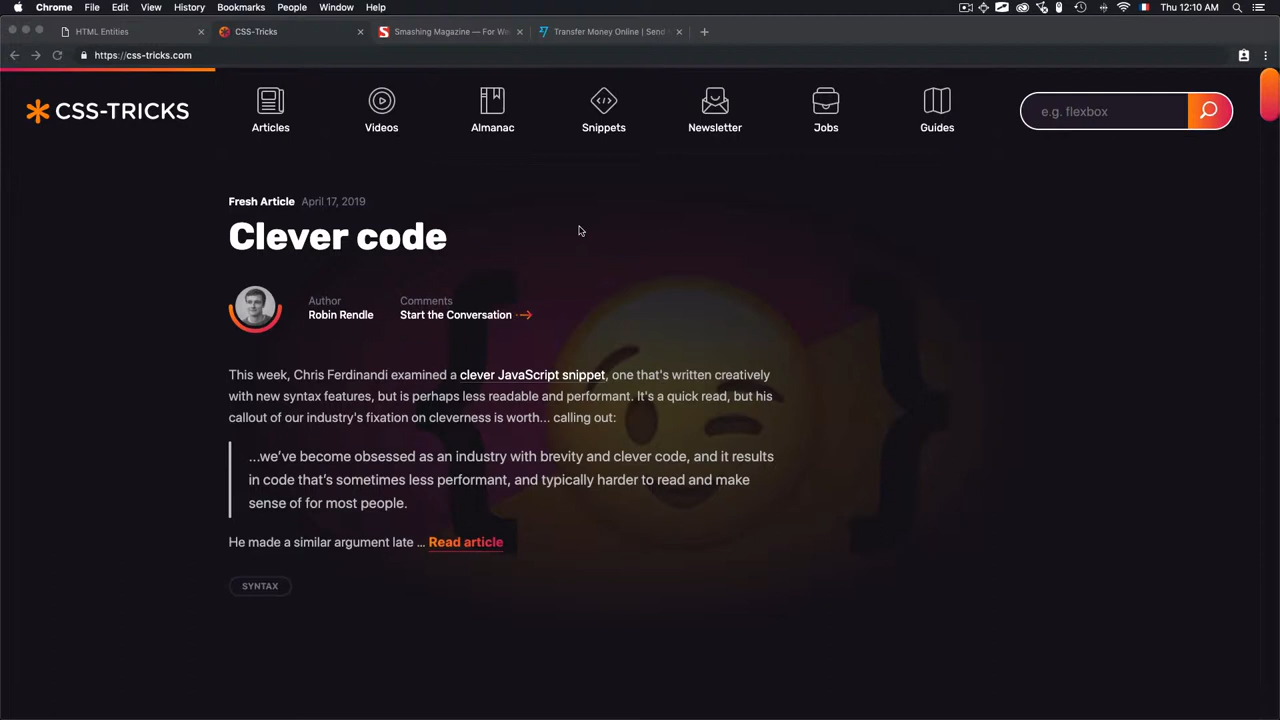 Chrome File Edit View History Bookmarks People Window Help Thu 12:10 AM
HTML Entities CSS-Tricks Smashing Magazine — For We Transfer Money Online | Send
https://css-tricks.com
CSS-TRICKS
Articles Videos Almanac Snippets Newsletter Jobs Guides
e.g. flexbox
Fresh Article April 17, 2019
Clever code
Author Comments
Robin Rendle Start the Conversation
This week, Chris Ferdinandi examined a clever JavaScript snippet, one that's written creatively
with new syntax features, but is perhaps less readable and performant. It's a quick read, but his
callout of our industry's fixation on cleverness is worth... calling out:
...we've become obsessed as an industry with brevity and clever code, and it results
in code that's sometimes less performant, and typically harder to read and make
sense of for most people.
He made a similar argument late ... Read article
SYNTAX